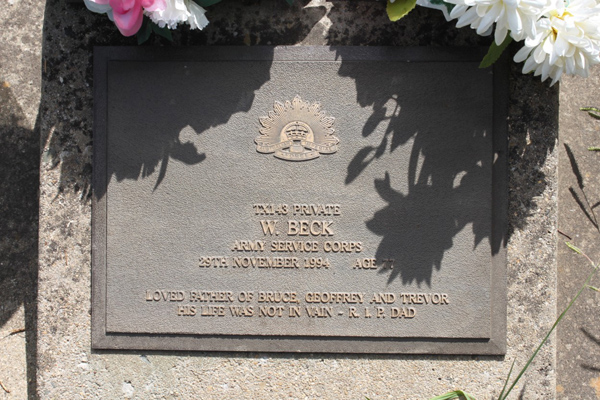 TX143 PRIVATE
W. BECK
ARMY SERVICE CORPS
29TH NOVEMBER 1994 AGE
LOVED FATHER OF BRUCE, GEOFFREY AND TREVOR
HIS LIFE WAS NOT IN VAIN - R. I. P. DAD